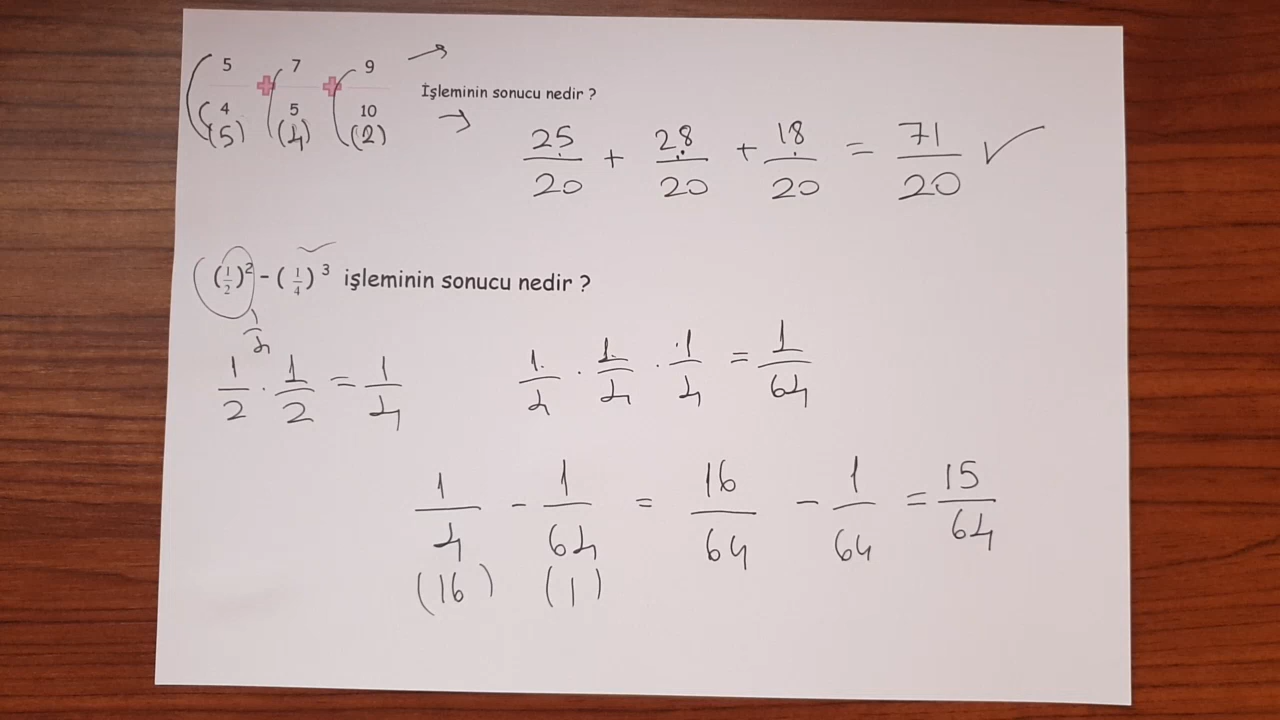 5/4 + 7/5 + 9/10 İşleminin sonucu nedir ?
(5) (4) (2)
25/20 + 28/20 + 18/20 = 71/20 ✓
(1/2)² - (1/4)³ işleminin sonucu nedir ?
1/4
1/2 . 1/2 = 1/4
1/4 . 1/4 . 1/4 = 1/64
1/4 - 1/64 = 16/64 - 1/64 = 15/64
(16) (1)